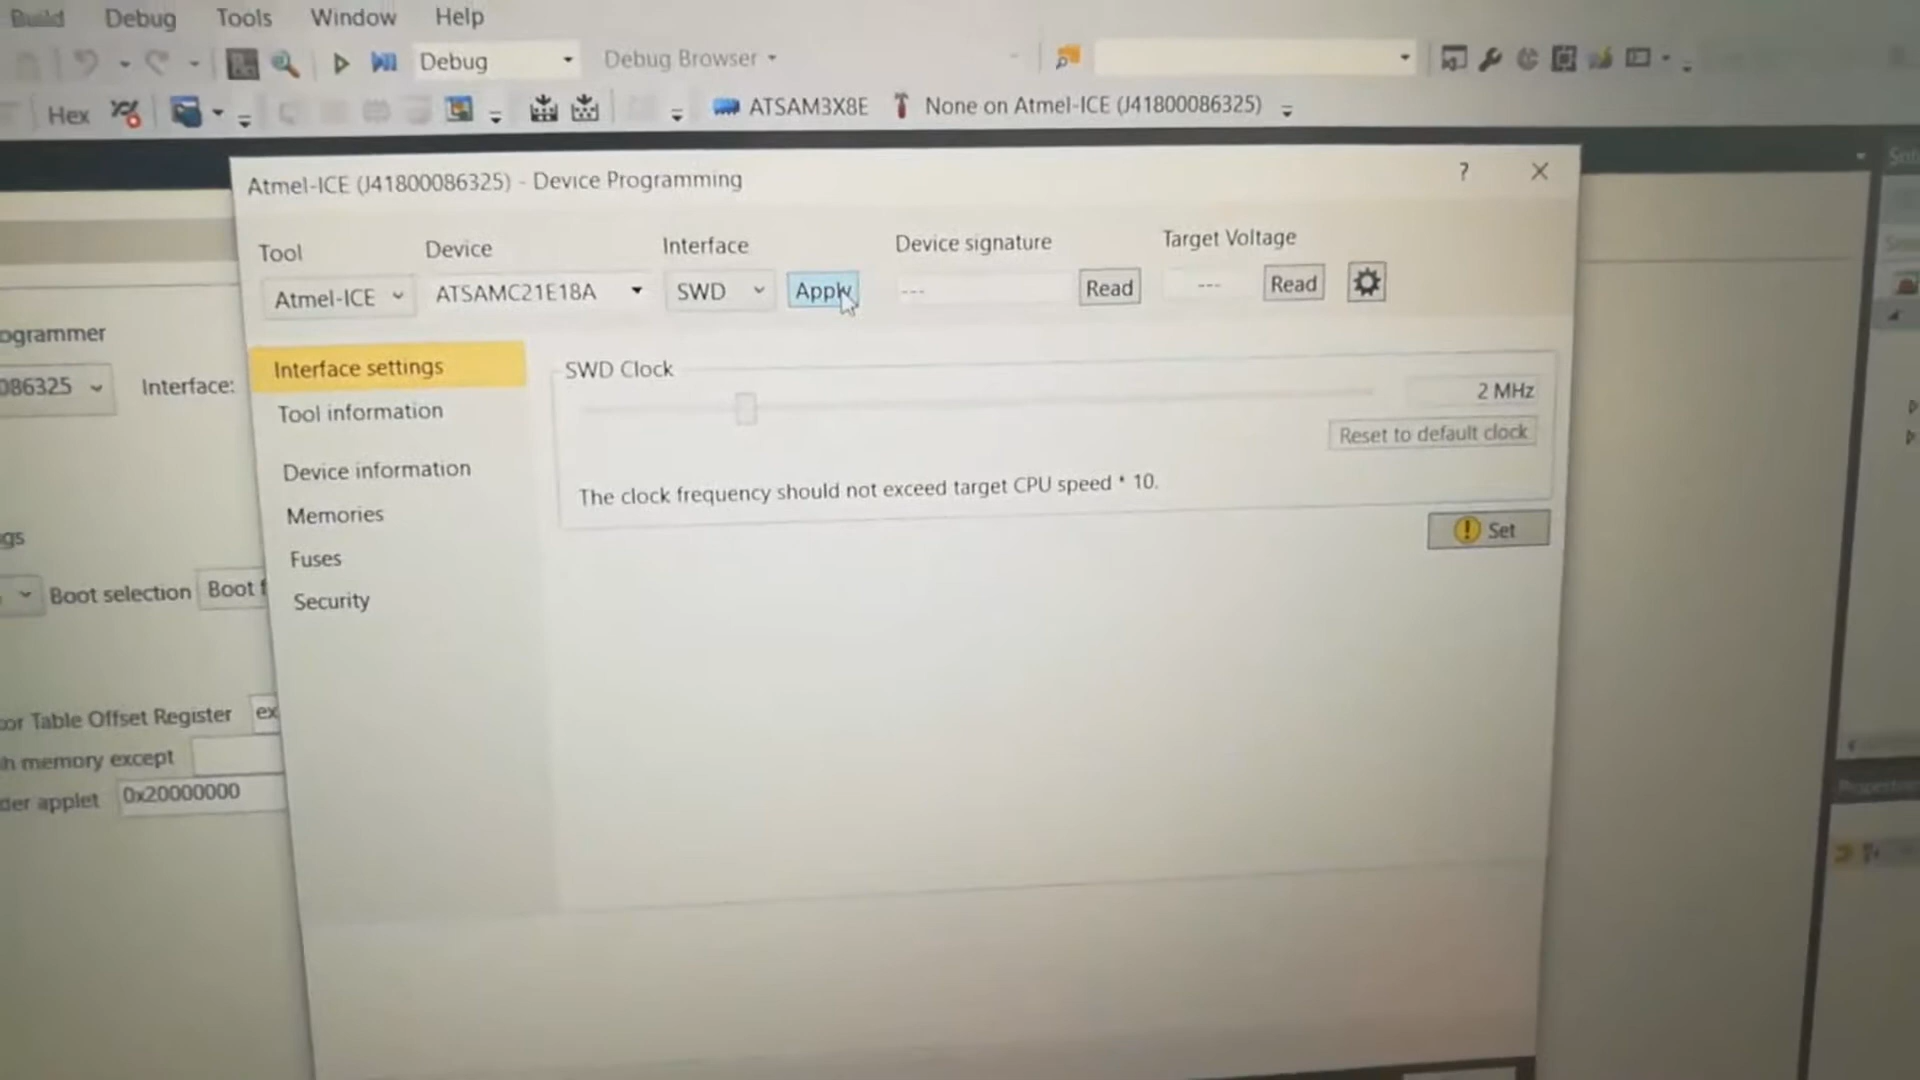 Build Debug Tools Window Help
Debug Debug Browser
Hex ATSAM3X8E None on Atmel-ICE (J41800086325)
Atmel-ICE (J41800086325) - Device Programming ?
Tool Device Interface Device signature Target Voltage
Atmel-ICE ATSAMC21E18A SWD Apply --- Read --- Read
ogrammer
086325 Interface:
Interface settings
Tool information
Device information
Memories
Fuses
Security
SWD Clock
2 MHz
Reset to default clock
The clock frequency should not exceed target CPU speed * 10.
Set
gs
Boot selection Boot f
tor Table Offset Register ex
h memory except
der applet 0x20000000
Properties